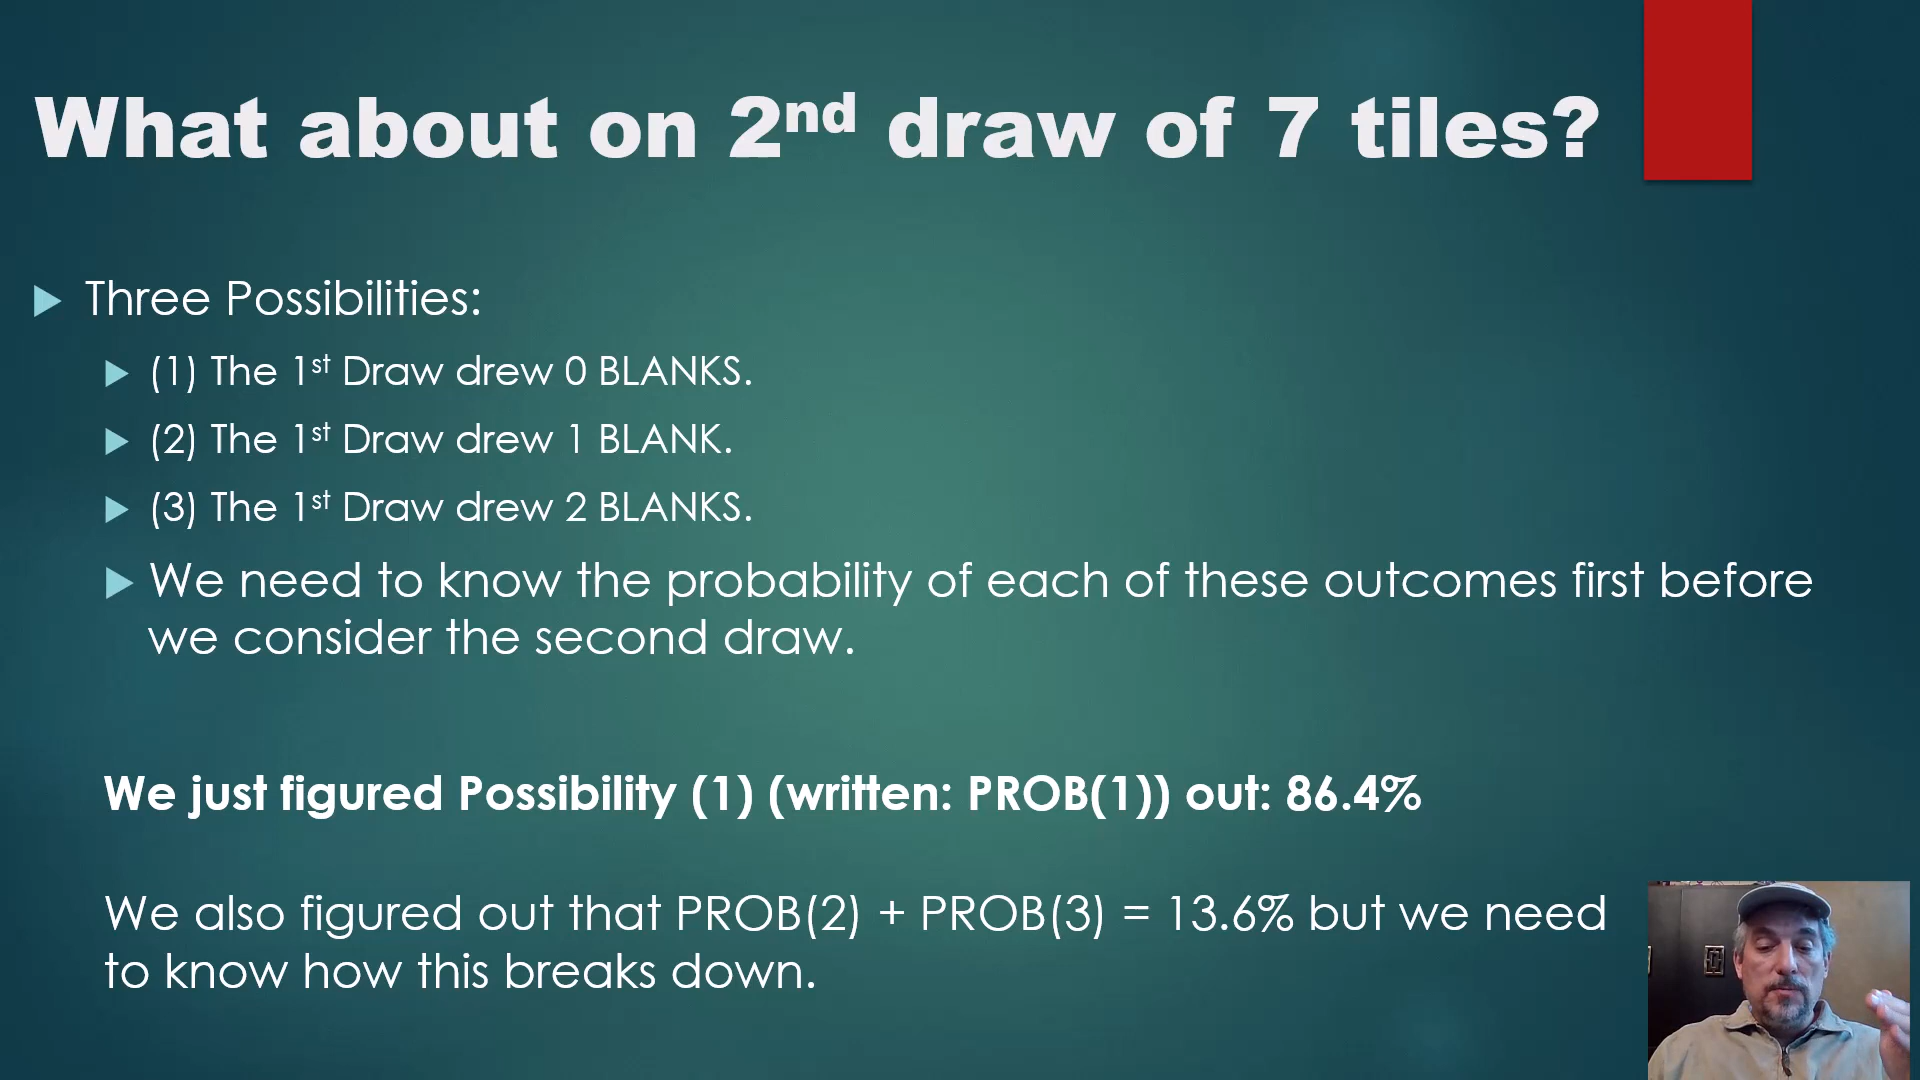 What about on 2nd draw of 7 tiles?
Three Possibilities:
(1) The 1st Draw drew 0 BLANKS.
(2) The 1st Draw drew 1 BLANK.
(3) The 1st Draw drew 2 BLANKS.
We need to know the probability of each of these outcomes first before
we consider the second draw.
We just figured Possibility (1) (written: PROB(1)) out: 86.4%
We also figured out that PROB(2) + PROB(3) = 13.6% but we need
to know how this breaks down.